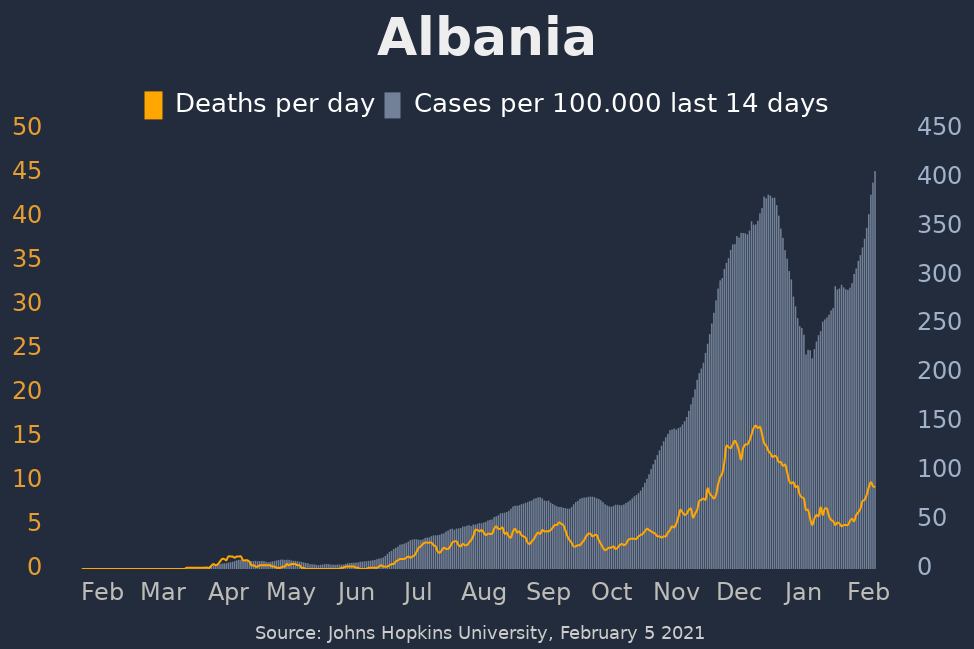 Albania
Deaths per day Cases per 100.000 last 14 days
50 450
45 400
40 350
35 300
30 250
25 200
20 150
15 100
10 50
5 0
0
Feb Mar Apr May Jun Jul Aug Sep Oct Nov Dec Jan Feb
Source: Johns Hopkins University, February 5 2021